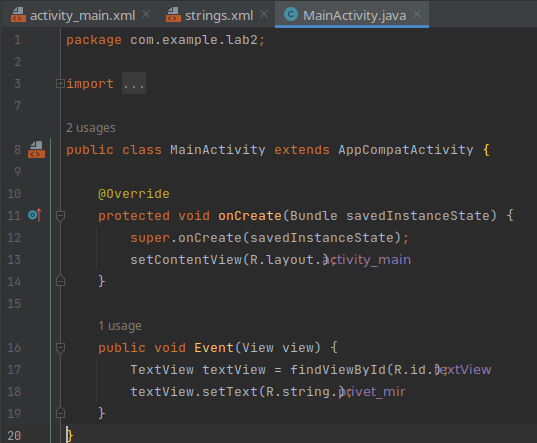 activity_main.xml × strings.xml × MainActivity.java ×
1 package com.example.lab2;
2
3 import ...
7
2 usages
8 public class MainActivity extends AppCompatActivity {
9
10 @Override
11 protected void onCreate(Bundle savedInstanceState) {
12 super.onCreate(savedInstanceState);
13 setContentView(R.layout.activity_main);
14 }
15
1 usage
16 public void Event(View view) {
17 TextView textView = findViewById(R.id.textView);
18 textView.setText(R.string.privet_mir);
19 }
20 }